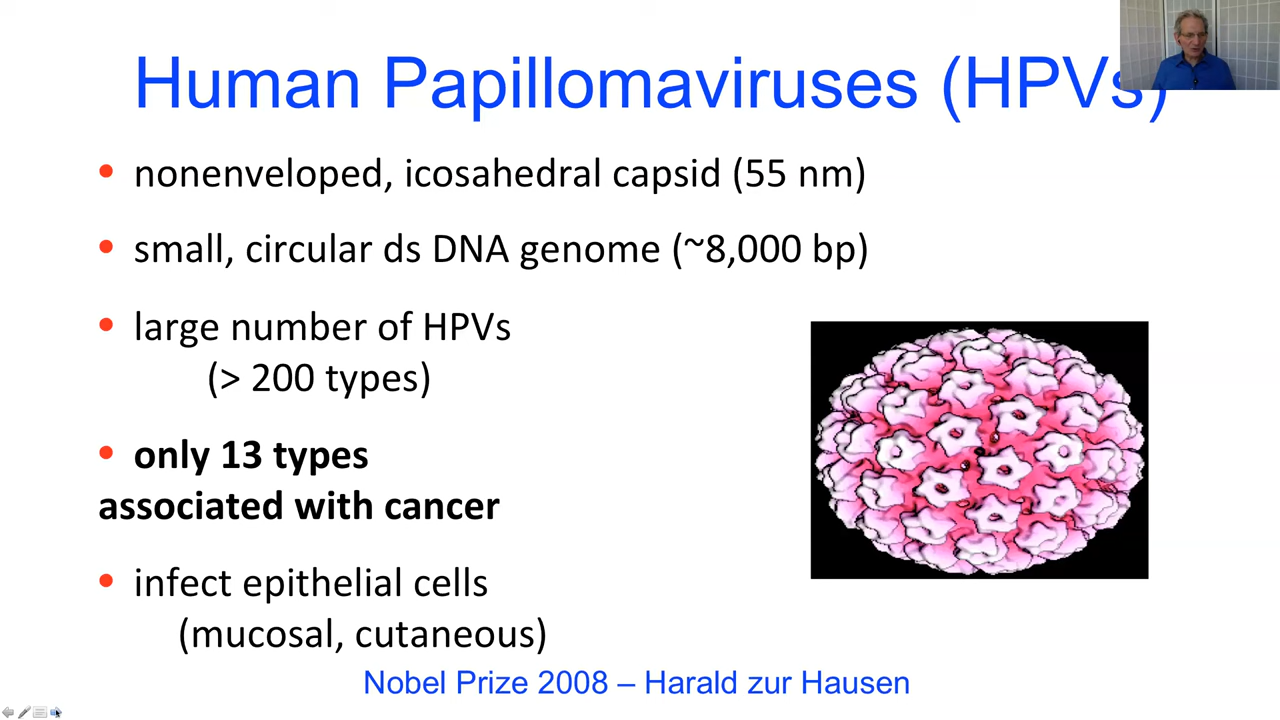 Human Papillomaviruses (HPVs)
• nonenveloped, icosahedral capsid (55 nm)
• small, circular ds DNA genome (~8,000 bp)
• large number of HPVs
(> 200 types)
• only 13 types
associated with cancer
• infect epithelial cells
(mucosal, cutaneous)
Nobel Prize 2008 – Harald zur Hausen